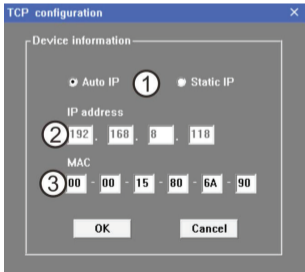 TCP configuration ×
Device information
Auto IP 1 Static IP
IP address
2 192 . 168 . 8 . 118
MAC
3 00 - 00 - 15 - 80 - 6A - 90
OK Cancel